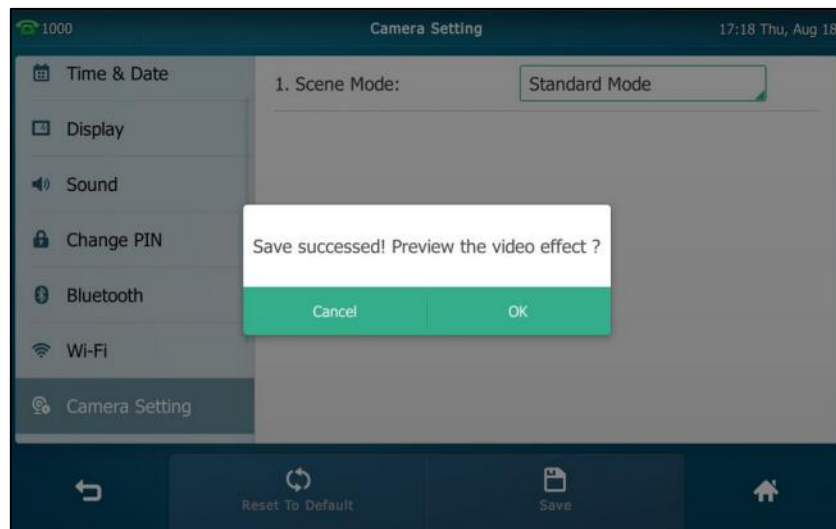 1000
Camera Setting
17:18 Thu, Aug 18
Time & Date
Display
Sound
Change PIN
Bluetooth
Wi-Fi
Camera Setting
1. Scene Mode:
Standard Mode
Save successed! Preview the video effect ?
Cancel
OK
Reset To Default
Save